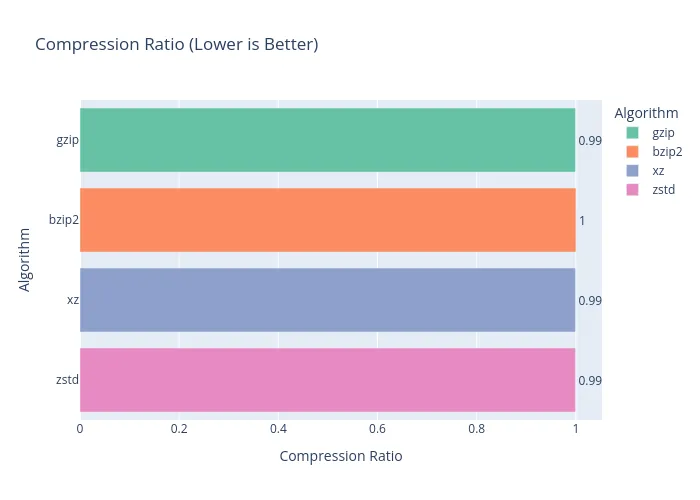 Compression Ratio (Lower is Better)
Algorithm
gzip
bzip2
xz
zstd
gzip
0.99
bzip2
1
xz
0.99
zstd
0.99
Algorithm
0
0.2
0.4
0.6
0.8
1
Compression Ratio